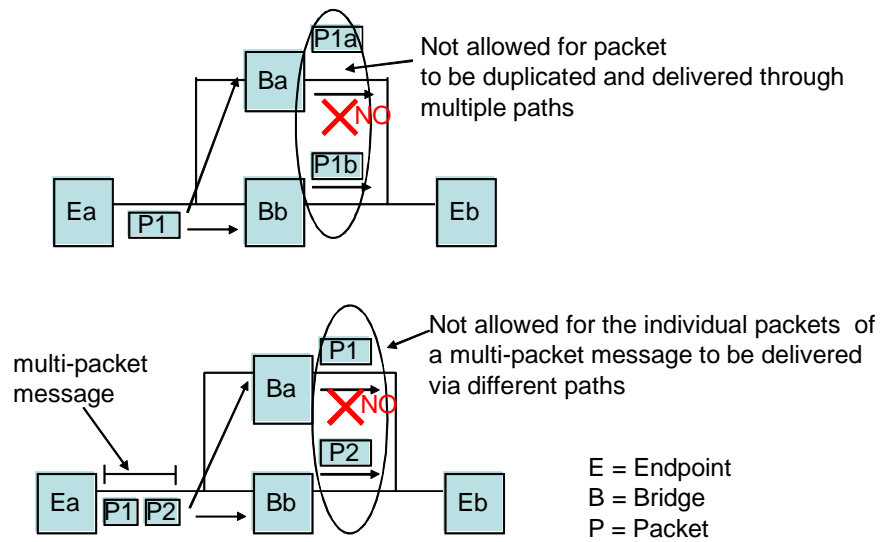 P1a
Not allowed for packet
to be duplicated and delivered through
multiple paths
Ba
NO
P1b
Ea
P1
Bb
Eb
Not allowed for the individual packets of
a multi-packet message to be delivered
via different paths
multi-packet
message
P1
Ba
NO
P2
Ea
P1
P2
Bb
Eb
E = Endpoint
B = Bridge
P = Packet